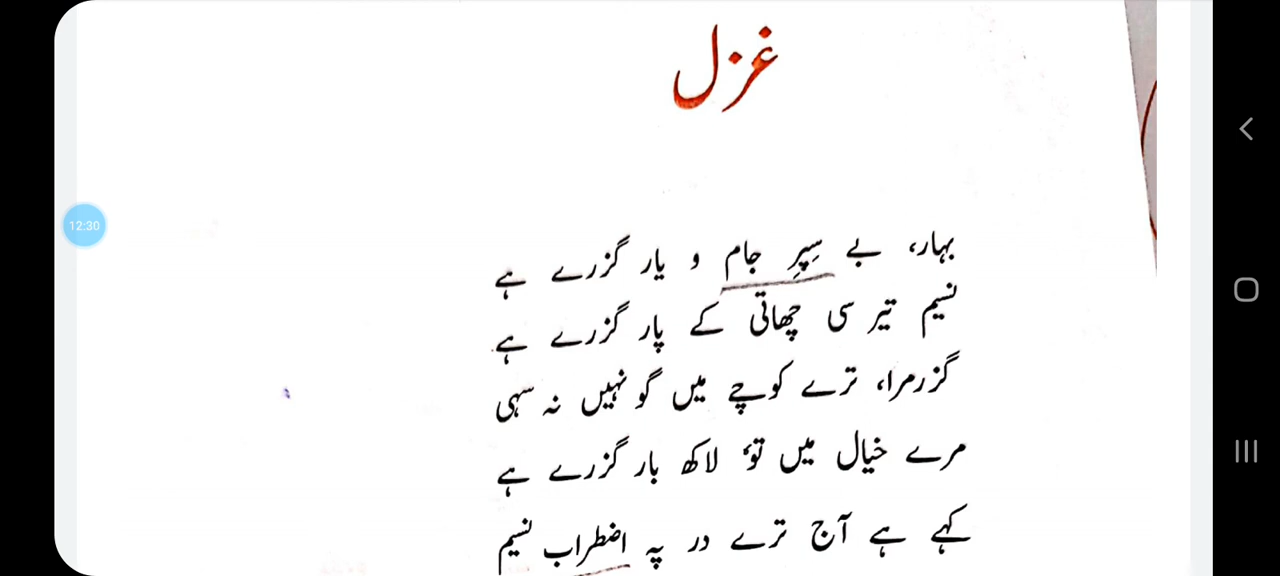 غزل
12:30
بہار، بے سِپرِ جام و یار گزرے ہے
نسیم تیر سی چھاتی کے پار گزرے ہے
گزر مرا، ترے کوچے میں گو نہیں نہ سہی
مرے خیال میں توُ لاکھ بار گزرے ہے
کہے ہے آج ترے در پہ اضطراب نسیم